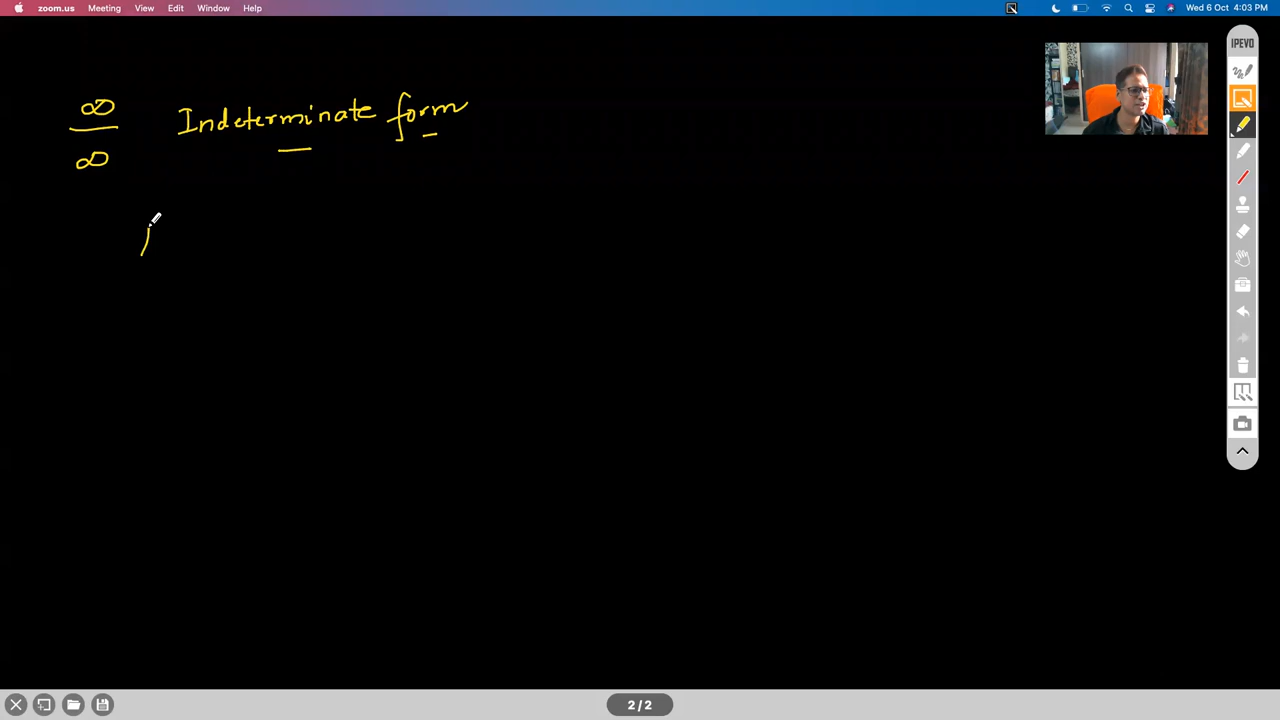 zoom.us Meeting View Edit Window Help Wed 6 Oct 4:03 PM
IPEVO
∞
Indeterminate form
∞
2/2